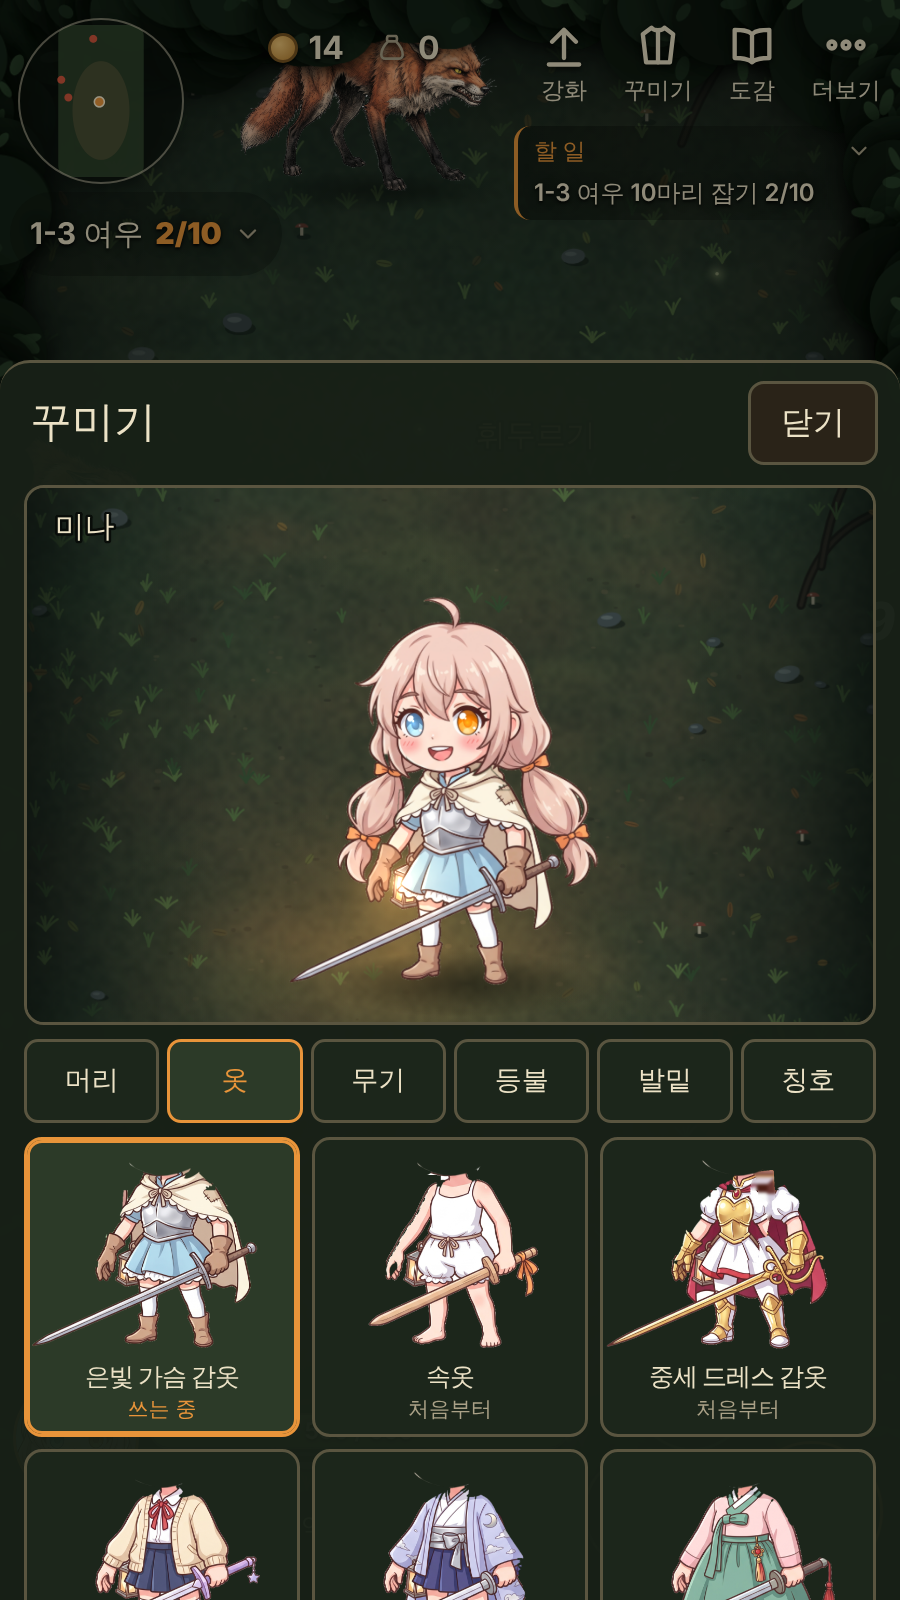 14
0
강화
꾸미기
도감
더보기
할 일
1-3 여우 10마리 잡기 2/10
1-3 여우 2/10
꾸미기
휘두르기
닫기
미나
머리
옷
무기
등불
발밑
칭호
은빛 가슴 갑옷
쓰는 중
속옷
처음부터
중세 드레스 갑옷
처음부터